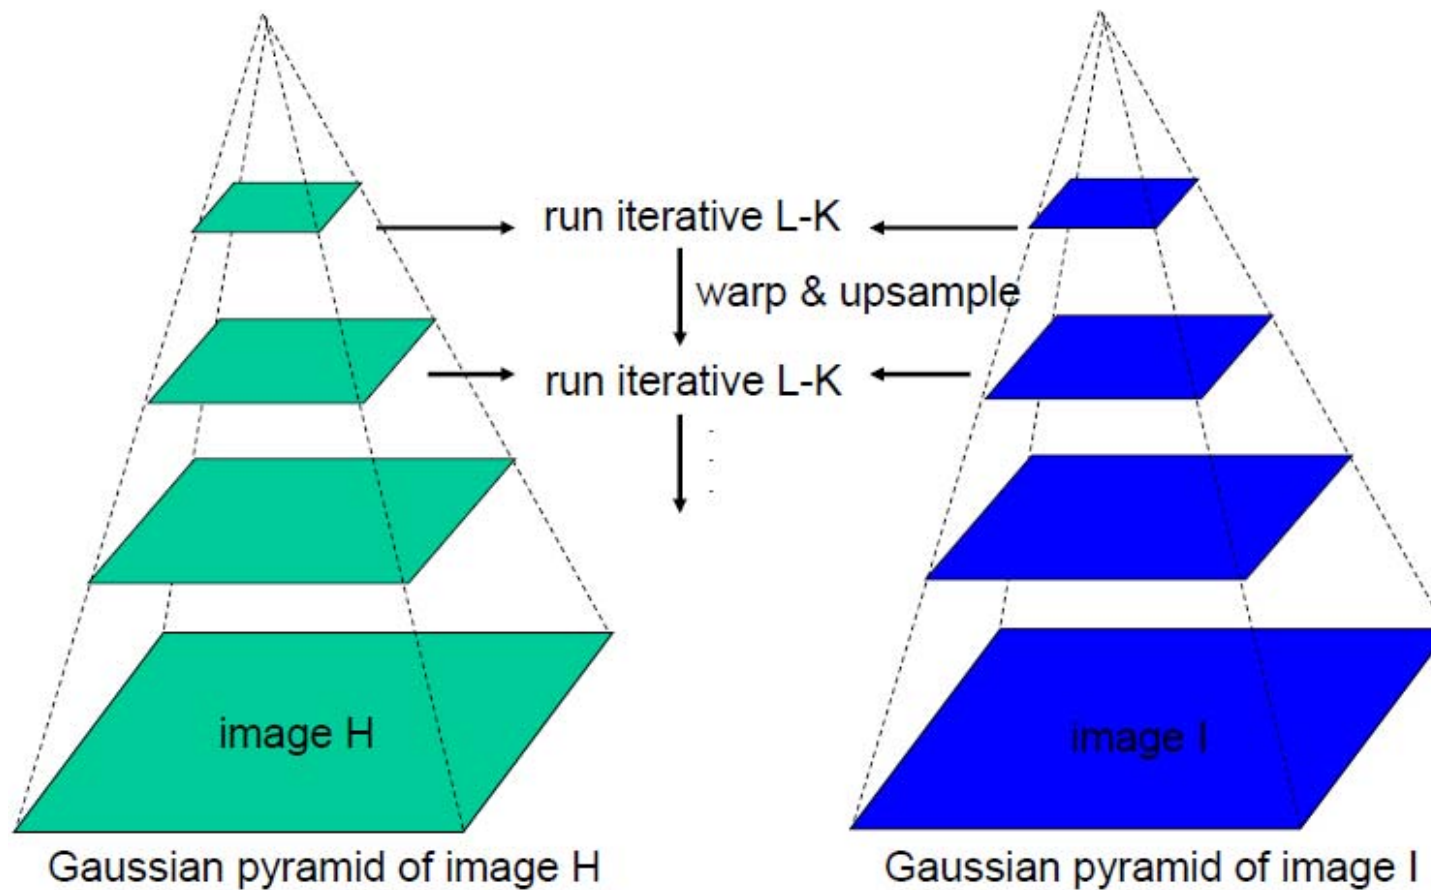 run iterative L-K
warp & upsample
run iterative L-K
image H
image I
Gaussian pyramid of image H
Gaussian pyramid of image I